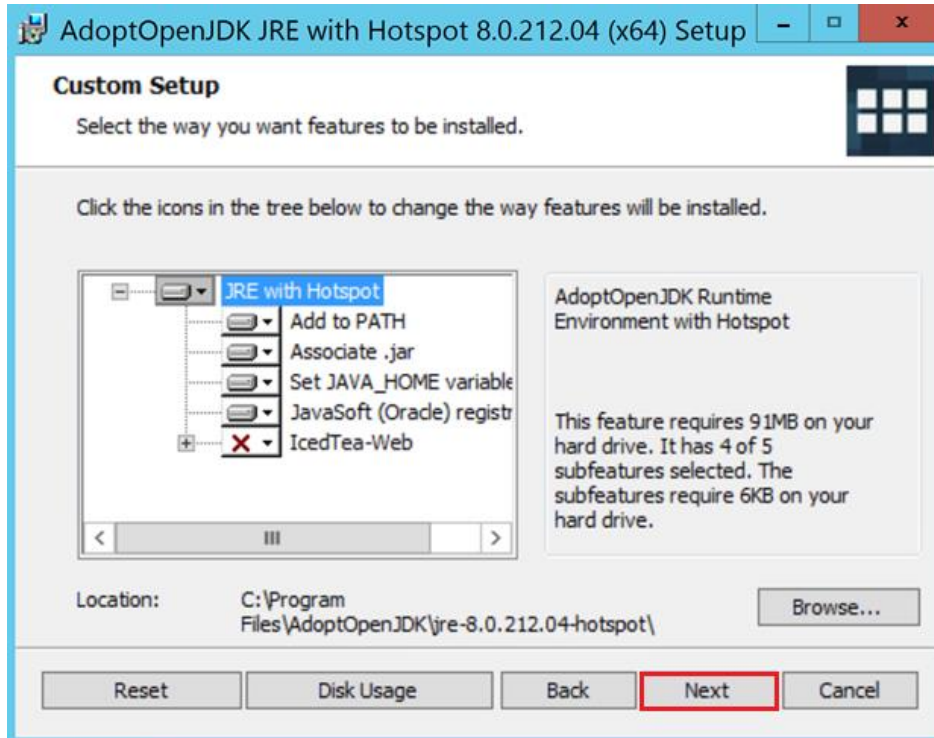 AdoptOpenJDK JRE with Hotspot 8.0.212.04 (x64) Setup
Custom Setup
Select the way you want features to be installed.
Click the icons in the tree below to change the way features will be installed.
JRE with Hotspot
Add to PATH
Associate .jar
Set JAVA_HOME variable
JavaSoft (Oracle) registr
IcedTea-Web
AdoptOpenJDK Runtime
Environment with Hotspot
This feature requires 91MB on your
hard drive. It has 4 of 5
subfeatures selected. The
subfeatures require 6KB on your
hard drive.
Location:
C:\Program
Files\AdoptOpenJDK\jre-8.0.212.04-hotspot\
Browse...
Reset
Disk Usage
Back
Next
Cancel